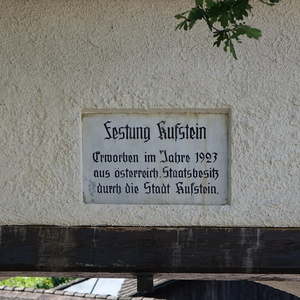 Festung Kufstein
Erworben im Jahre 1923
aus österreich. Staatsbesitz
durch die Stadt Kufstein.